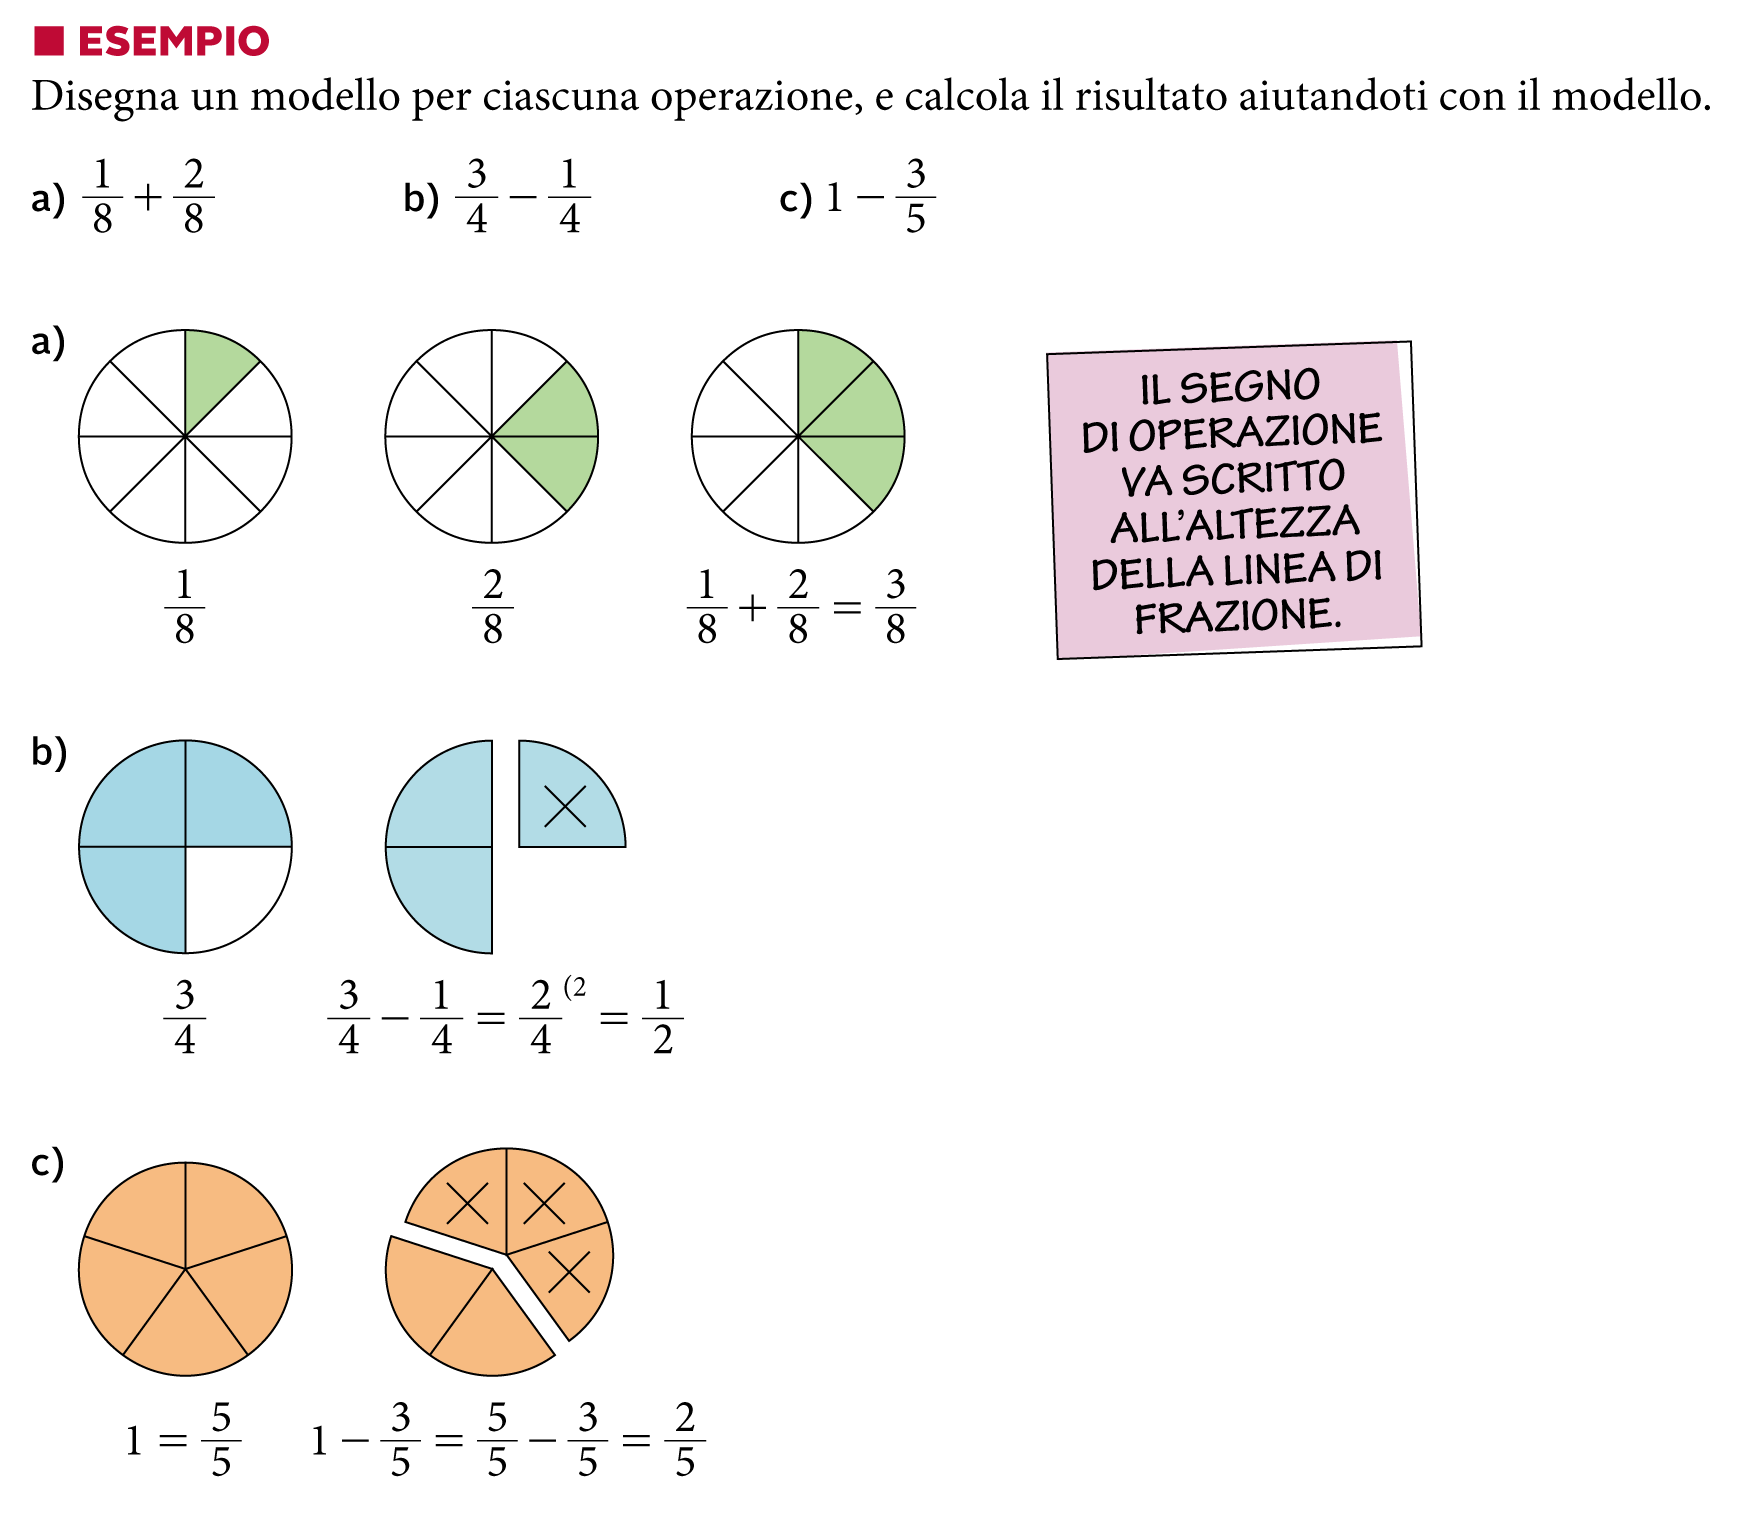 ESEMPIO
Disegna un modello per ciascuna operazione, e calcola il risultato aiutandoti con il modello.
a) 1/8 + 2/8 b) 3/4 − 1/4 c) 1 − 3/5
a)
IL SEGNO
DI OPERAZIONE
VA SCRITTO
ALL'ALTEZZA
DELLA LINEA DI
FRAZIONE.
1/8 2/8 1/8 + 2/8 = 3/8
b)
3/4 3/4 − 1/4 = 2/4 (2 = 1/2
c)
1 = 5/5 1 − 3/5 = 5/5 − 3/5 = 2/5